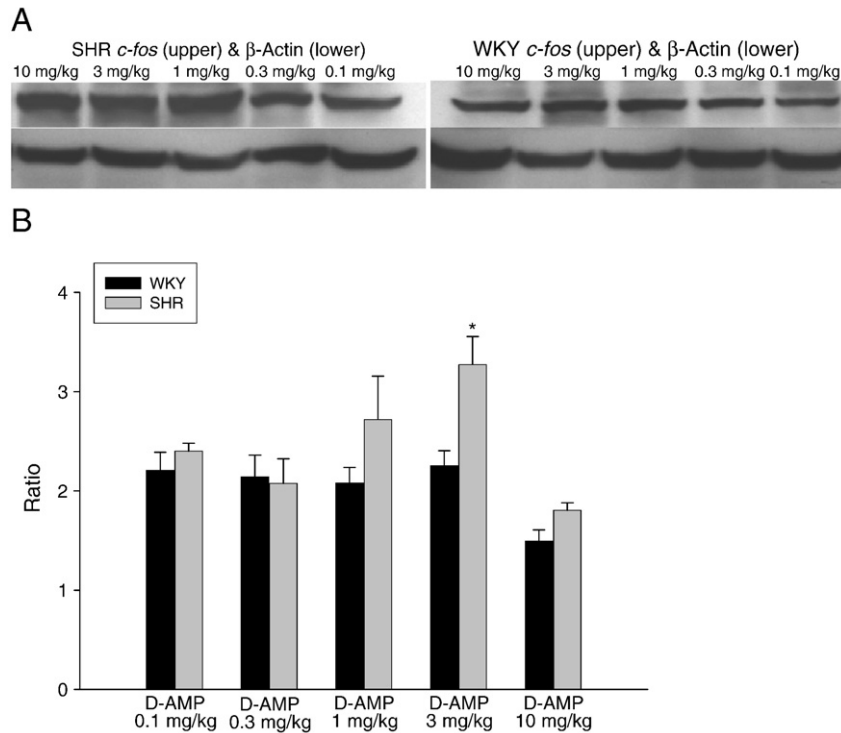 A
SHR c-fos (upper) & β-Actin (lower)
10 mg/kg 3 mg/kg 1 mg/kg 0.3 mg/kg 0.1 mg/kg
WKY c-fos (upper) & β-Actin (lower)
10 mg/kg 3 mg/kg 1 mg/kg 0.3 mg/kg 0.1 mg/kg
B
WKY
SHR
4
3
2
1
0
Ratio
*
D-AMP 0.1 mg/kg
D-AMP 0.3 mg/kg
D-AMP 1 mg/kg
D-AMP 3 mg/kg
D-AMP 10 mg/kg